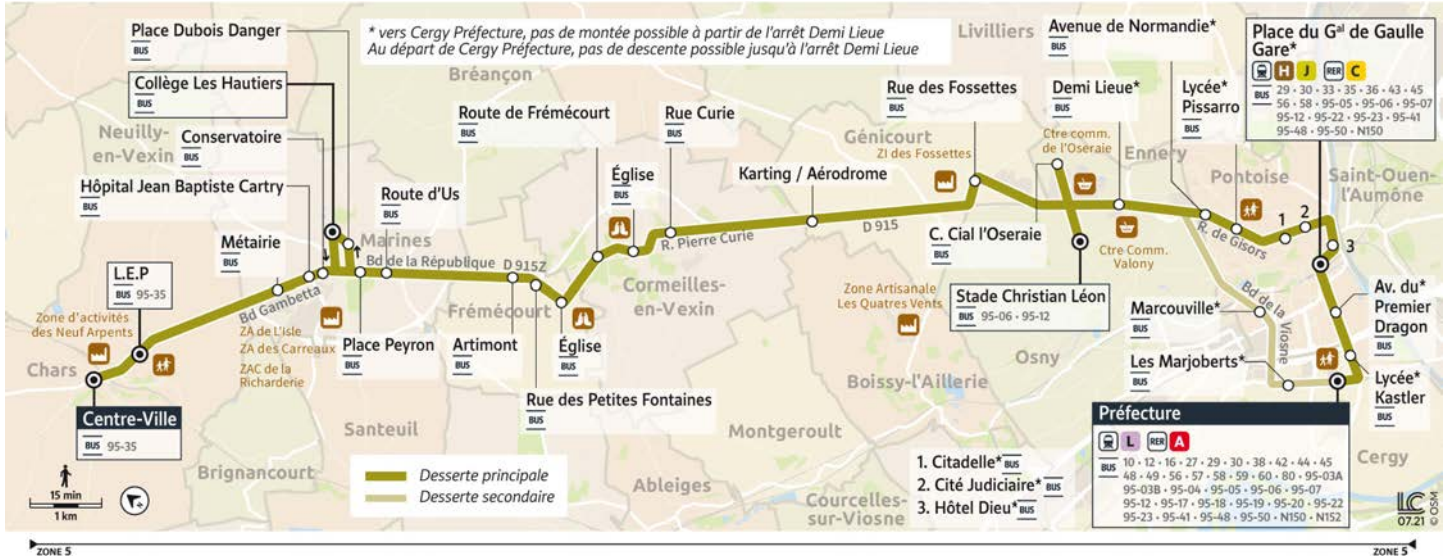 * vers Cergy Préfecture, pas de montée possible à partir de l'arrêt Demi Lieue
Au départ de Cergy Préfecture, pas de descente possible jusqu'à l'arrêt Demi Lieue
Place Dubois Danger
BUS
Collège Les Hautiers
BUS
Conservatoire
BUS
Hôpital Jean Baptiste Cartry
BUS
Métairie
BUS
L.E.P
BUS 95-35
Centre-Ville
BUS 95-35
Route d'Us
BUS
Place Peyron
BUS
Artimont
BUS
Rue des Petites Fontaines
BUS
Église
BUS
Route de Frémécourt
BUS
Église
BUS
Rue Curie
BUS
Karting / Aérodrome
Rue des Fossettes
BUS
C. Cial l'Oseraie
BUS
Stade Christian Léon
BUS 95-06 • 95-12
Demi Lieue*
BUS
Avenue de Normandie*
BUS
Lycée*
Pissarro
BUS
1
2
3
Place du Gal de Gaulle
Gare*
H J RER C
BUS 29 • 30 • 33 • 35 • 36 • 43 • 45
56 • 58 • 95-05 • 95-06 • 95-07
95-12 • 95-22 • 95-23 • 95-41
95-48 • 95-50 • N150
Av. du*
Premier
Dragon
BUS
Lycée*
Kastler
BUS
Marcouville*
BUS
Les Marjoberts*
BUS
Préfecture
L RER A
BUS 10 • 12 • 16 • 27 • 29 • 30 • 38 • 42 • 44 • 45
48 • 49 • 56 • 57 • 58 • 59 • 60 • 80 • 95-03A
95-03B • 95-04 • 95-05 • 95-06 • 95-07
95-12 • 95-17 • 95-18 • 95-19 • 95-20 • 95-22
95-23 • 95-41 • 95-48 • 95-50 • N150 • N152
1. Citadelle* BUS
2. Cité Judiciaire* BUS
3. Hôtel Dieu* BUS
Desserte principale
Desserte secondaire
Neuilly-
en-Vexin
Bréançon
Livilliers
Génicourt
Ennery
Pontoise
Saint-Ouen-
l'Aumône
Marines
Frémécourt
Cormeilles-
en-Vexin
Chars
Santeuil
Brignancourt
Ableiges
Montgeroult
Boissy-l'Aillerie
Courcelles-
sur-Viosne
Osny
Cergy
Bd Gambetta
Bd de la République
D 915Z
R. Pierre Curie
D 915
R. de Gisors
Bd de la Viosne
Zone d'activités
des Neuf Arpents
ZA de L'Isle
ZA des Carreaux
ZAC de la
Richarderie
ZI des Fossettes
Ctre comm.
de l'Oseraie
Ctre Comm.
Valony
Zone Artisanale
Les Quatres Vents
15 min
1 km
LC
07.21
© OSM
ZONE 5
ZONE 5